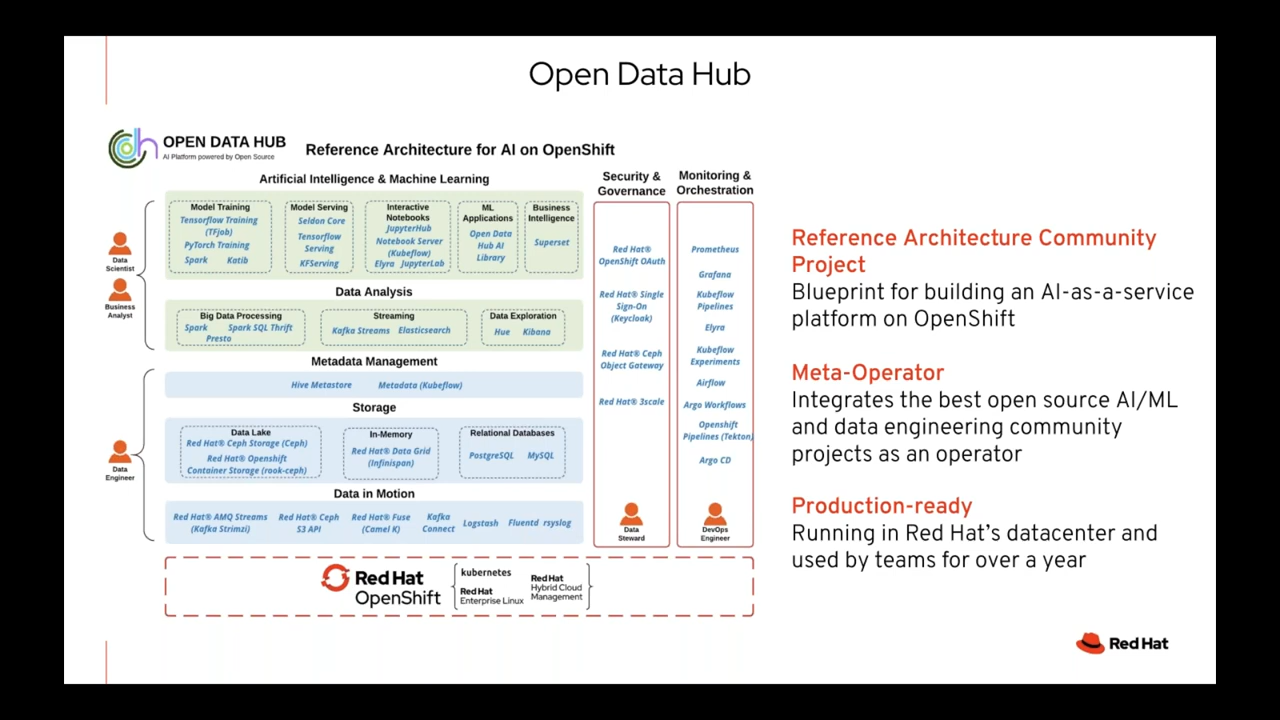 Open Data Hub
OPEN DATA HUB
AI Platform powered by Open Source
Reference Architecture for AI on OpenShift
Artificial Intelligence & Machine Learning
Model Training
Tensorflow Training
(TFjob)
PyTorch Training
Spark Katib
Model Serving
Seldon Core
Tensorflow
Serving
KFServing
Interactive
Notebooks
JupyterHub
Notebook Server
(Kubeflow)
Elyra JupyterLab
ML
Applications
Open Data
Hub AI
Library
Business
Intelligence
Superset
Data
Scientist
Business
Analyst
Data Analysis
Big Data Processing
Spark Spark SQL Thrift
Presto
Streaming
Kafka Streams Elasticsearch
Data Exploration
Hue Kibana
Metadata Management
Hive Metastore Metadata (Kubeflow)
Storage
Data Lake
Red Hat® Ceph Storage (Ceph)
Red Hat® Openshift
Container Storage (rook-ceph)
In-Memory
Red Hat® Data Grid
(Infinispan)
Relational Databases
PostgreSQL MySQL
Data
Engineer
Data in Motion
Red Hat® AMQ Streams
(Kafka Strimzi)
Red Hat® Ceph
S3 API
Red Hat® Fuse
(Camel K)
Kafka
Connect
Logstash
Fluentd rsyslog
Security &
Governance
Red Hat®
OpenShift OAuth
Red Hat® Single
Sign-On
(Keycloak)
Red Hat® Ceph
Object Gateway
Red Hat® 3scale
Data
Steward
Monitoring &
Orchestration
Prometheus
Grafana
Kubeflow
Pipelines
Elyra
Kubeflow
Experiments
Airflow
Argo Workflows
Openshift
Pipelines (Tekton)
Argo CD
DevOps
Engineer
Red Hat
OpenShift
kubernetes
Red Hat
Enterprise Linux
Red Hat
Hybrid Cloud
Management
Reference Architecture Community
Project
Blueprint for building an AI-as-a-service
platform on OpenShift
Meta-Operator
Integrates the best open source AI/ML
and data engineering community
projects as an operator
Production-ready
Running in Red Hat's datacenter and
used by teams for over a year
Red Hat